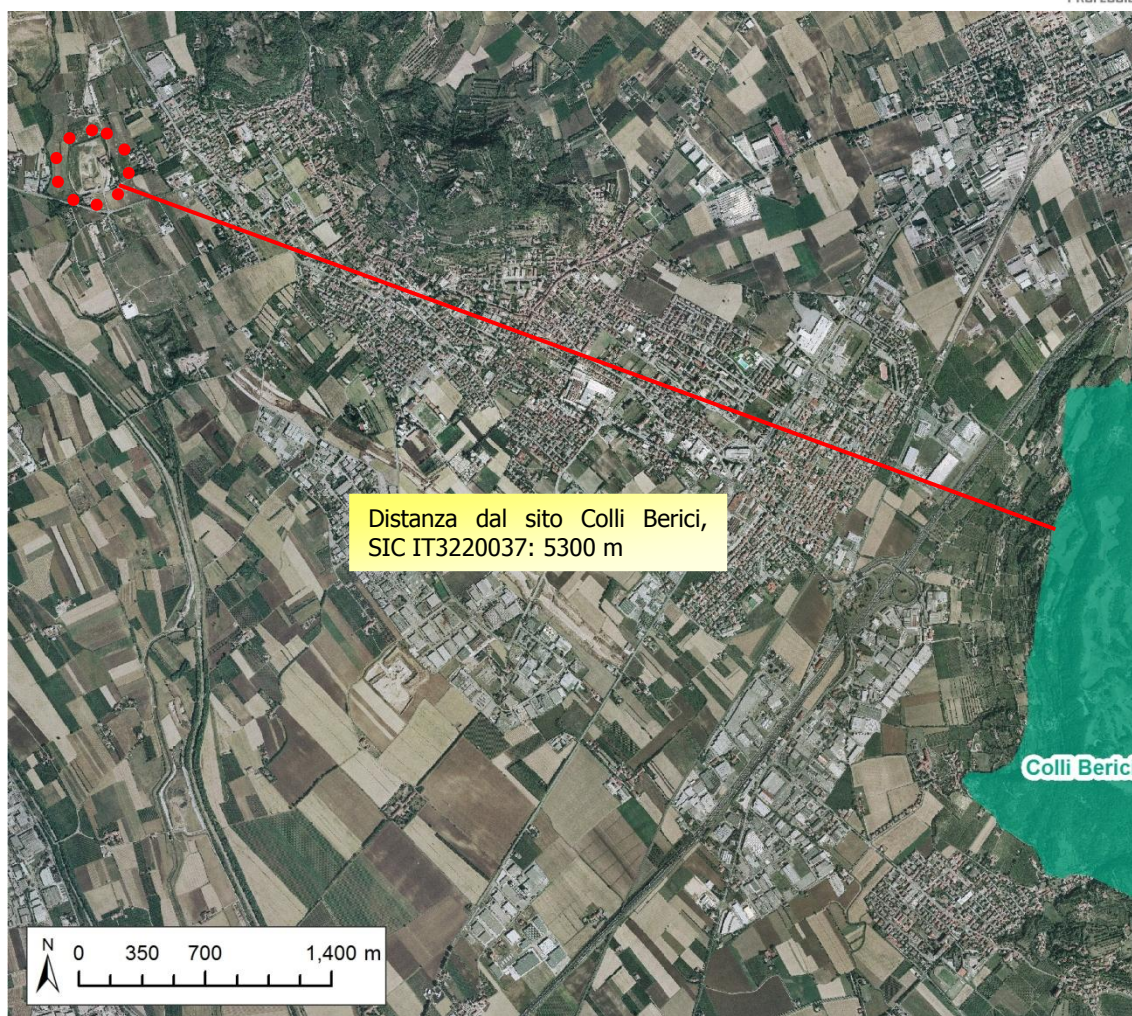 Distanza dal sito Colli Berici,
SIC IT3220037: 5300 m
Colli Beric
N 0 350 700 1,400 m